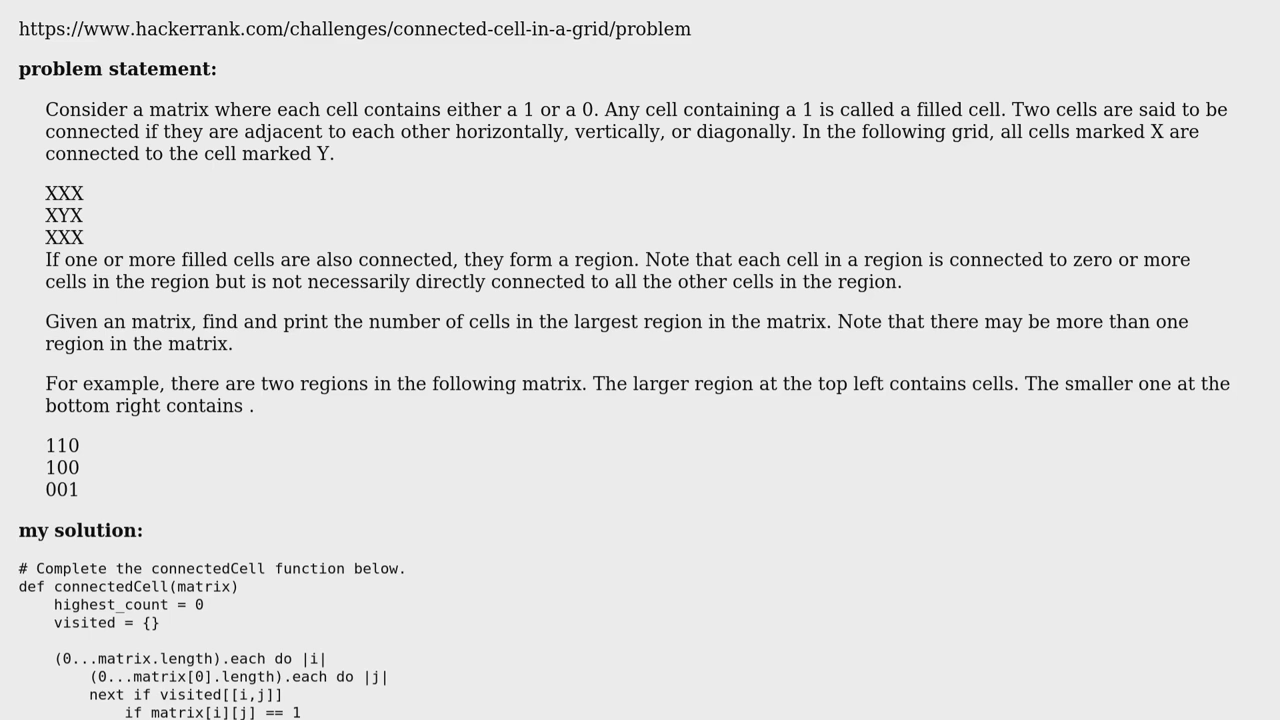 https://www.hackerrank.com/challenges/connected-cell-in-a-grid/problem
problem statement:
Consider a matrix where each cell contains either a 1 or a 0. Any cell containing a 1 is called a filled cell. Two cells are said to be
connected if they are adjacent to each other horizontally, vertically, or diagonally. In the following grid, all cells marked X are
connected to the cell marked Y.
XXX
XYX
XXX
If one or more filled cells are also connected, they form a region. Note that each cell in a region is connected to zero or more
cells in the region but is not necessarily directly connected to all the other cells in the region.
Given an matrix, find and print the number of cells in the largest region in the matrix. Note that there may be more than one
region in the matrix.
For example, there are two regions in the following matrix. The larger region at the top left contains cells. The smaller one at the
bottom right contains .
110
100
001
my solution:
# Complete the connectedCell function below.
def connectedCell(matrix)
    highest_count = 0
    visited = {}
    (0...matrix.length).each do |i|
        (0...matrix[0].length).each do |j|
        next if visited[[i,j]]
            if matrix[i][j] == 1